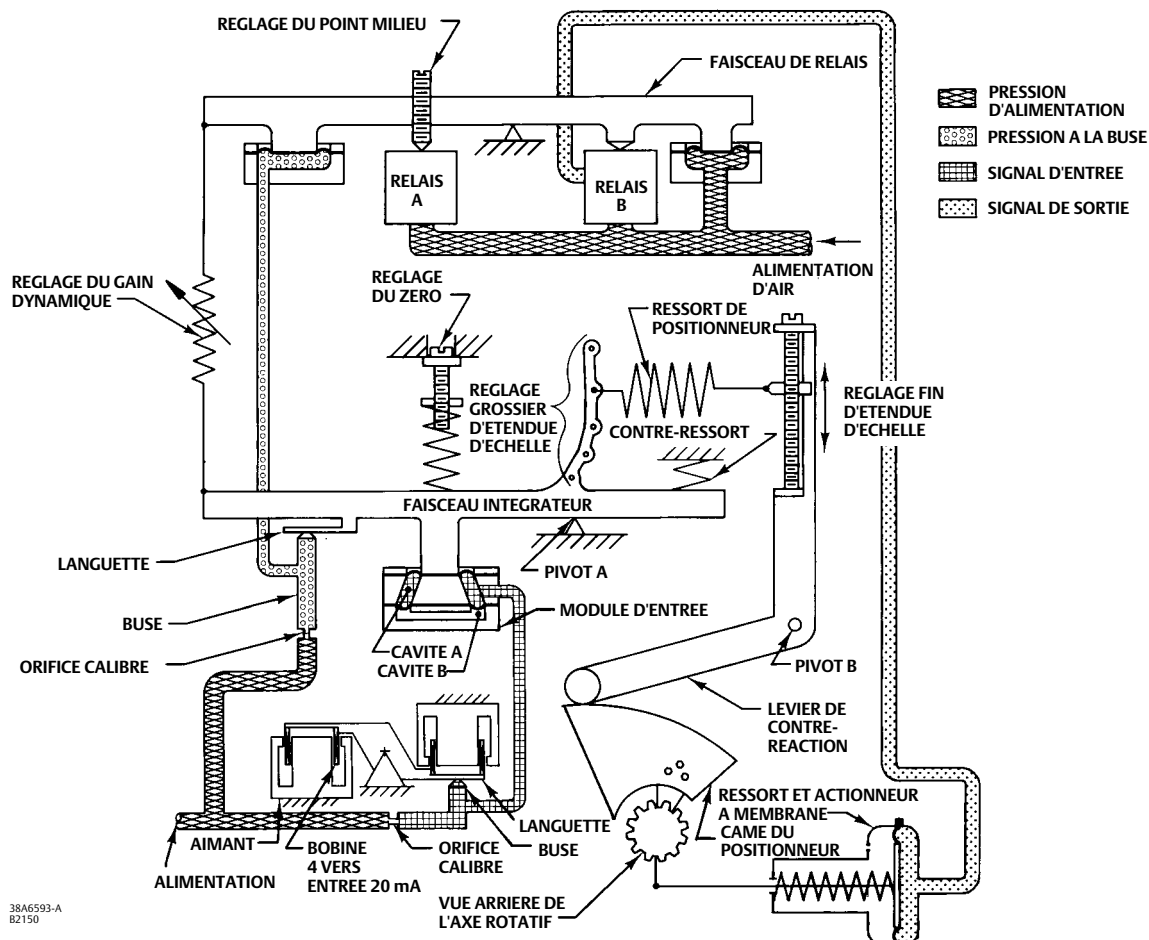 REGLAGE DU POINT MILIEU
FAISCEAU DE RELAIS
PRESSION
D'ALIMENTATION
PRESSION A LA BUSE
SIGNAL D'ENTREE
SIGNAL DE SORTIE
RELAIS
A
RELAIS
B
ALIMENTATION
D'AIR
REGLAGE DU GAIN
DYNAMIQUE
REGLAGE
DU ZERO
RESSORT DE
POSITIONNEUR
REGLAGE
GROSSIER
D'ETENDUE
D'ECHELLE
CONTRE-RESSORT
REGLAGE FIN
D'ETENDUE
D'ECHELLE
FAISCEAU INTEGRATEUR
LANGUETTE
PIVOT A
BUSE
MODULE D'ENTREE
ORIFICE CALIBRE
CAVITE A
CAVITE B
PIVOT B
LEVIER DE
CONTRE-
REACTION
AIMANT
BOBINE
4 VERS
ENTREE 20 mA
ORIFICE
CALIBRE
LANGUETTE
BUSE
RESSORT ET ACTIONNEUR
A MEMBRANE
CAME DU
POSITIONNEUR
ALIMENTATION
VUE ARRIERE DE
L'AXE ROTATIF
38A6593-A
B2150